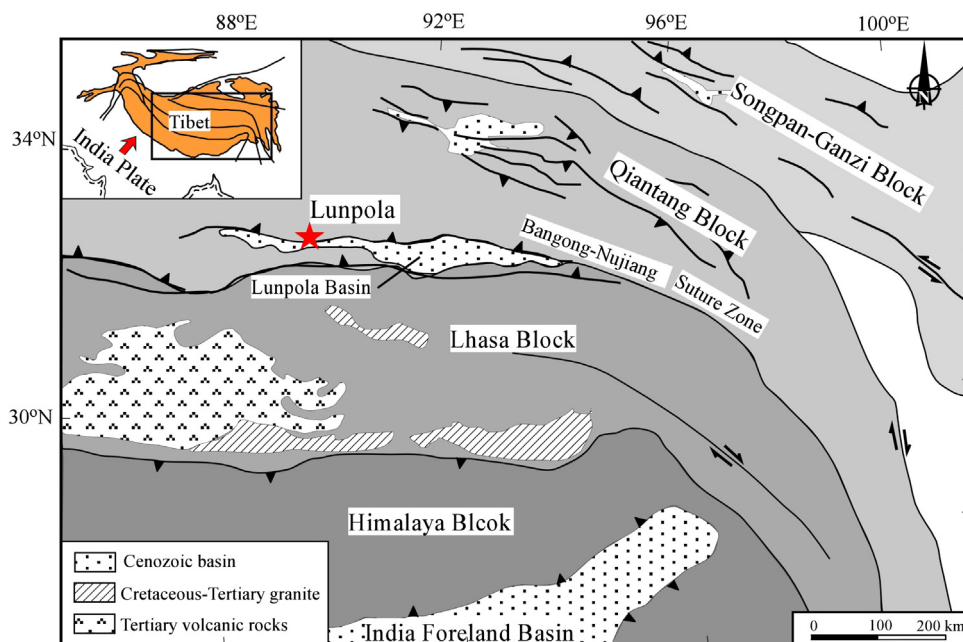 88ºE
92ºE
96ºE
100ºE
34ºN
30ºN
N
Tibet
India Plate
Songpan-Ganzi Block
Qiantang Block
Lunpola
Bangong-Nujiang
Suture Zone
Lunpola Basin
Lhasa Block
Himalaya Blcok
India Foreland Basin
Cenozoic basin
Cretaceous-Tertiary granite
Tertiary volcanic rocks
0 100 200 km